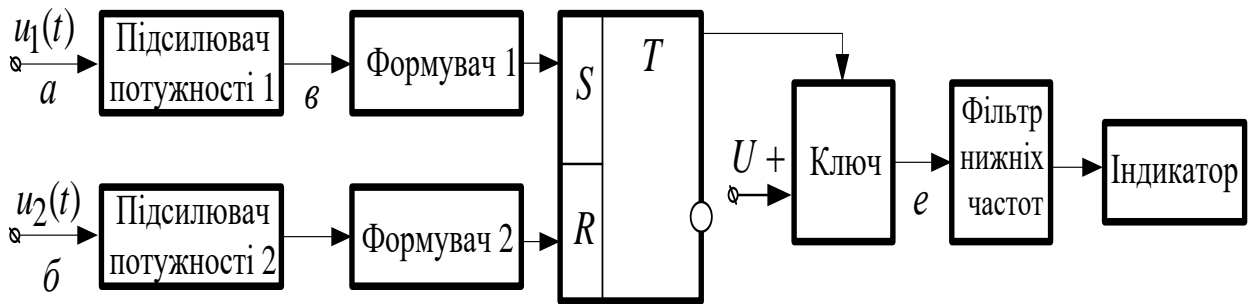 u1(t)
а
Підсилювач
потужності 1
в
Формувач 1
S
T
u2(t)
б
Підсилювач
потужності 2
Формувач 2
R
U +
Ключ
е
Фільтр
нижніх
частот
Індикатор